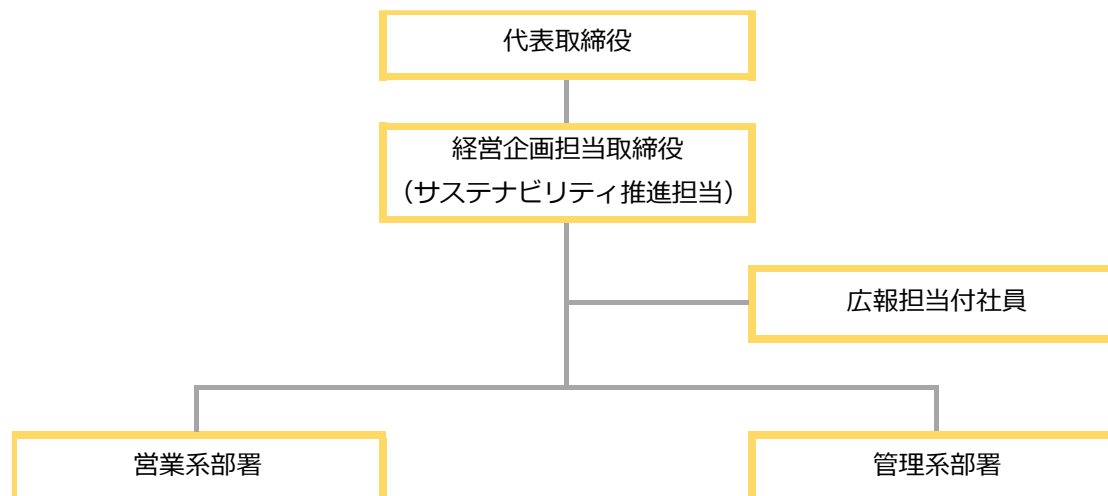 代表取締役
経営企画担当取締役
（サステナビリティ推進担当）
広報担当付社員
営業系部署
管理系部署